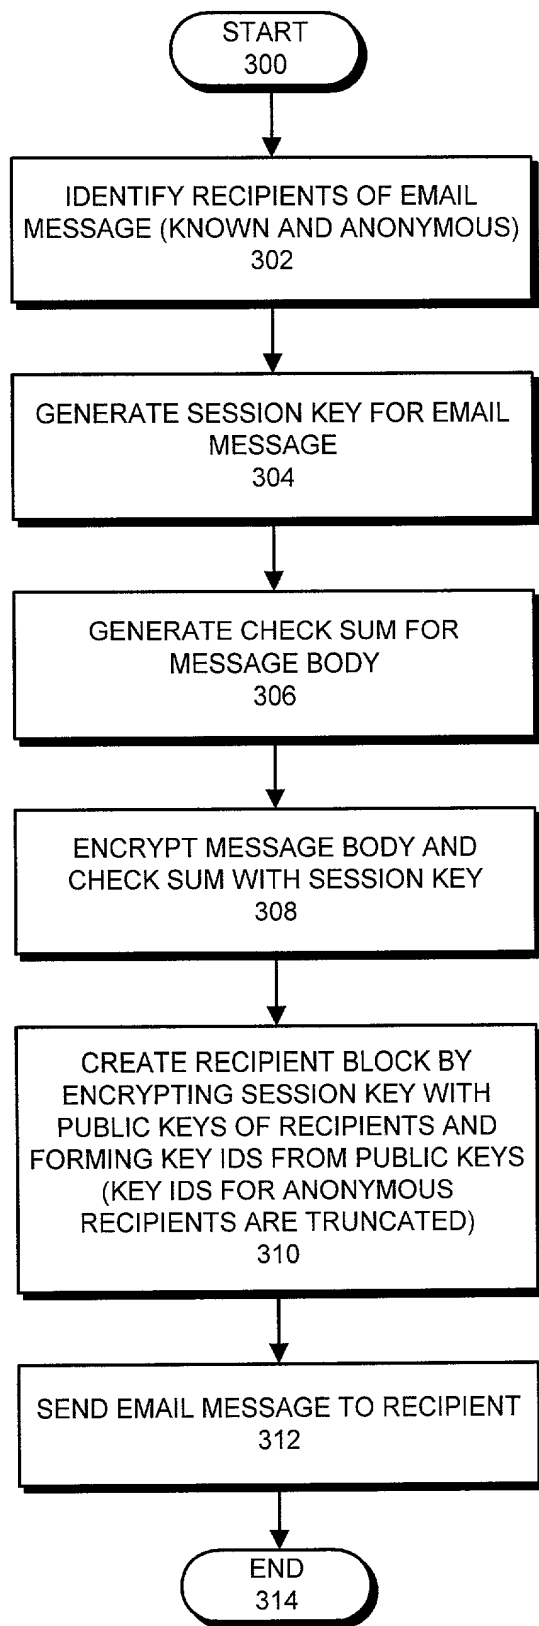 START
300
IDENTIFY RECIPIENTS OF EMAIL
MESSAGE (KNOWN AND ANONYMOUS)
302
GENERATE SESSION KEY FOR EMAIL
MESSAGE
304
GENERATE CHECK SUM FOR
MESSAGE BODY
306
ENCRYPT MESSAGE BODY AND
CHECK SUM WITH SESSION KEY
308
CREATE RECIPIENT BLOCK BY
ENCRYPTING SESSION KEY WITH
PUBLIC KEYS OF RECIPIENTS AND
FORMING KEY IDS FROM PUBLIC KEYS
(KEY IDS FOR ANONYMOUS
RECIPIENTS ARE TRUNCATED)
310
SEND EMAIL MESSAGE TO RECIPIENT
312
END
314